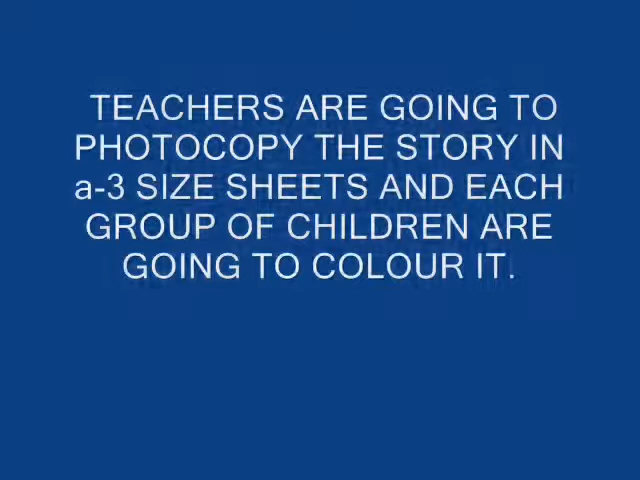 TEACHERS ARE GOING TO
PHOTOCOPY THE STORY IN
a-3 SIZE SHEETS AND EACH
GROUP OF CHILDREN ARE
GOING TO COLOUR IT.